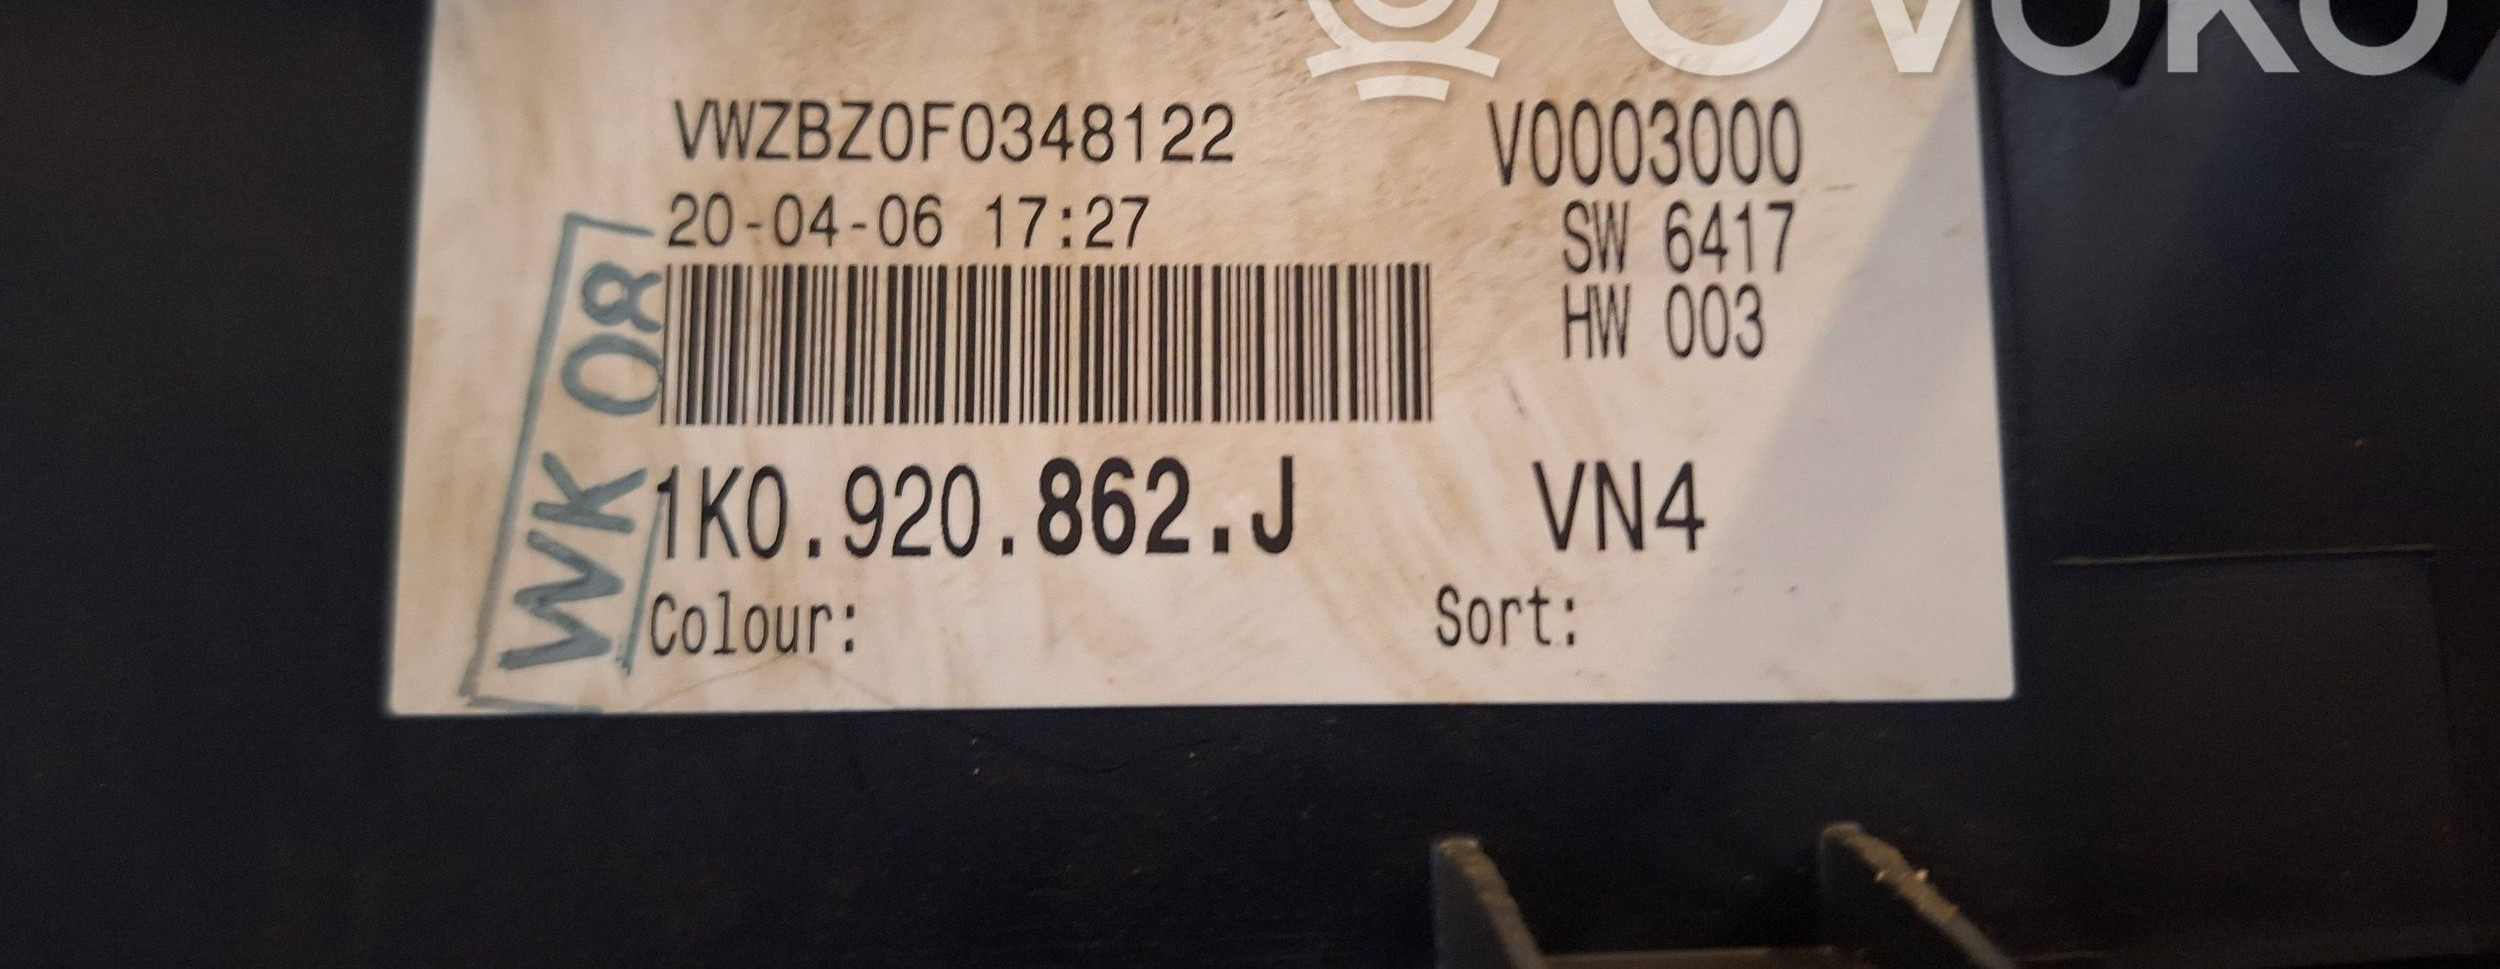 OVOKO
VWZBZ0F0348122
V0003000
20-04-06 17:27
SW 6417
HW 003
WK 08
1K0.920.862.J
VN4
Colour:
Sort: